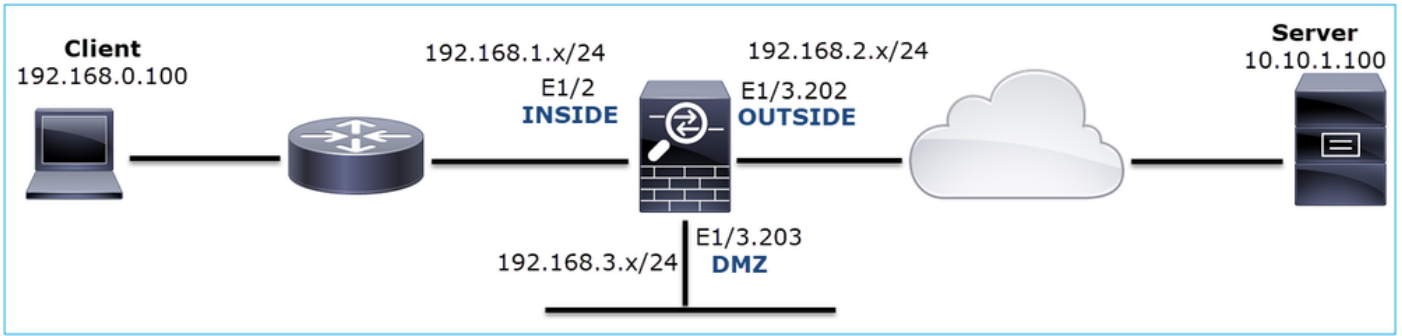 Client
192.168.0.100
192.168.1.x/24
E1/2
INSIDE
192.168.2.x/24
E1/3.202
OUTSIDE
Server
10.10.1.100
E1/3.203
192.168.3.x/24
DMZ